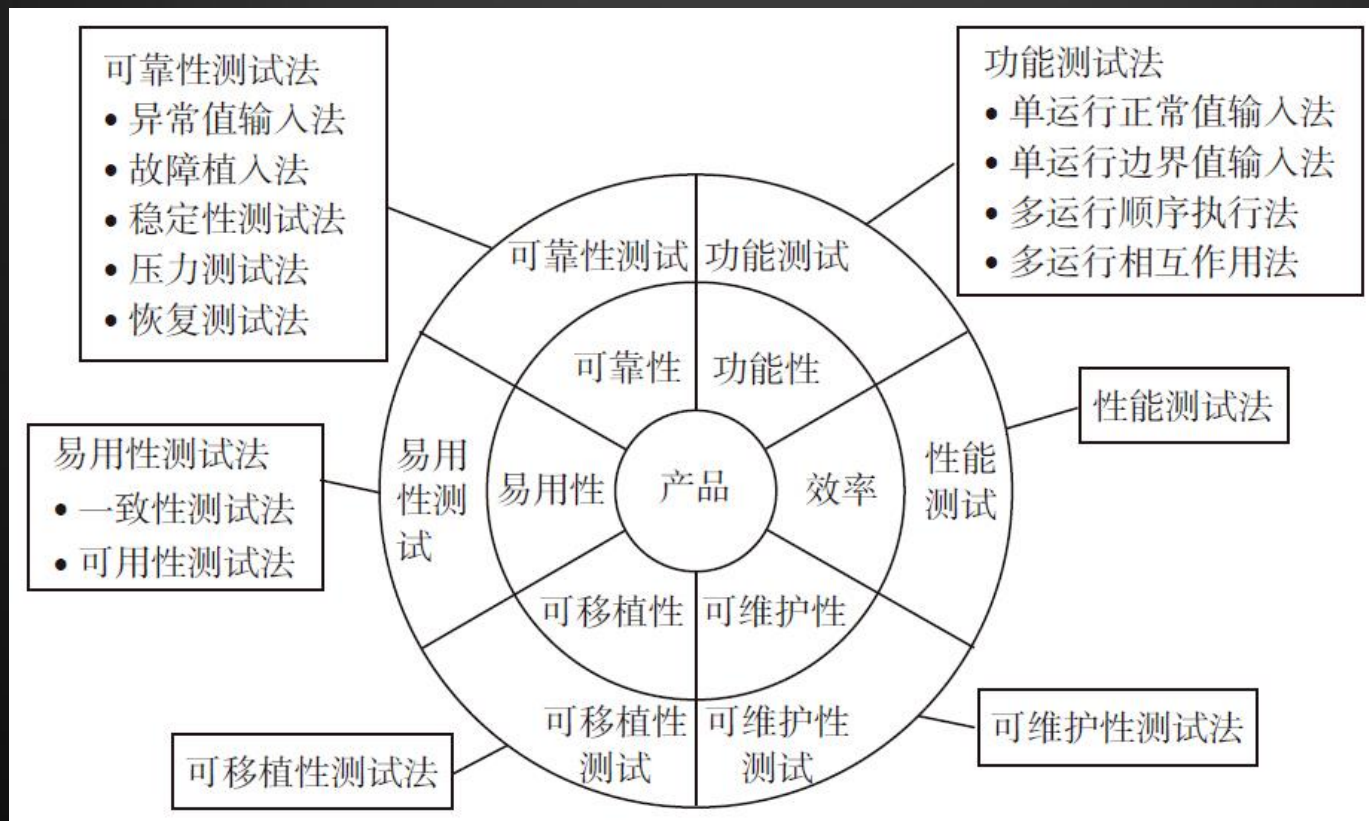 可靠性测试法
• 异常值输入法
• 故障植入法
• 稳定性测试法
• 压力测试法
• 恢复测试法
功能测试法
• 单运行正常值输入法
• 单运行边界值输入法
• 多运行顺序执行法
• 多运行相互作用法
可靠性测试
功能测试
可靠性
功能性
性能测试法
易用性测试法
• 一致性测试法
• 可用性测试法
易用
性测
试
易用性
产品
效率
性能
测试
可移植性
可维护性
可移植性
测试
可维护性
测试
可移植性测试法
可维护性测试法